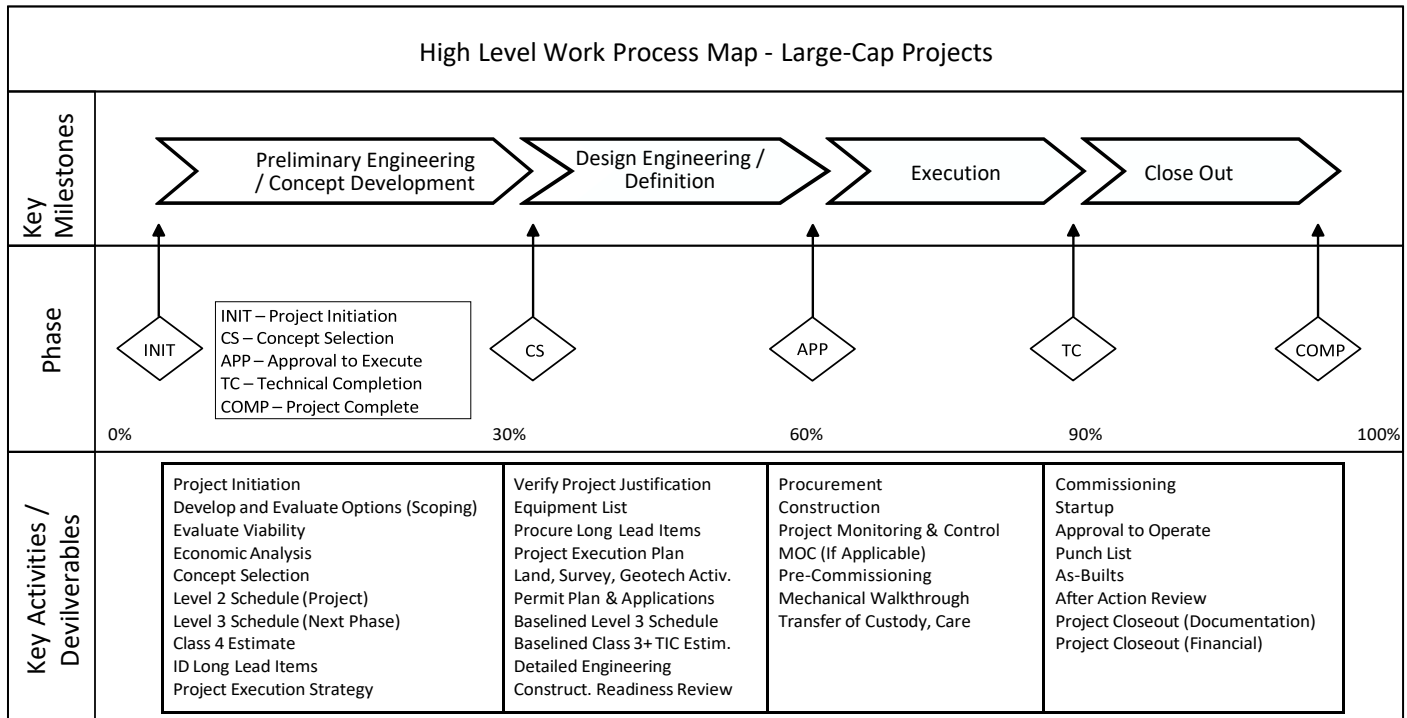 High Level Work Process Map - Large-Cap Projects
Key
Milestones
Preliminary Engineering
/ Concept Development
Design Engineering /
Definition
Execution
Close Out
Phase
INIT
INIT – Project Initiation
CS – Concept Selection
APP – Approval to Execute
TC – Technical Completion
COMP – Project Complete
CS
APP
TC
COMP
0%
30%
60%
90%
100%
Key Activities /
Devilverables
Project Initiation
Develop and Evaluate Options (Scoping)
Evaluate Viability
Economic Analysis
Concept Selection
Level 2 Schedule (Project)
Level 3 Schedule (Next Phase)
Class 4 Estimate
ID Long Lead Items
Project Execution Strategy
Verify Project Justification
Equipment List
Procure Long Lead Items
Project Execution Plan
Land, Survey, Geotech Activ.
Permit Plan & Applications
Baselined Level 3 Schedule
Baselined Class 3+ TIC Estim.
Detailed Engineering
Construct. Readiness Review
Procurement
Construction
Project Monitoring & Control
MOC (If Applicable)
Pre-Commissioning
Mechanical Walkthrough
Transfer of Custody, Care
Commissioning
Startup
Approval to Operate
Punch List
As-Builts
After Action Review
Project Closeout (Documentation)
Project Closeout (Financial)